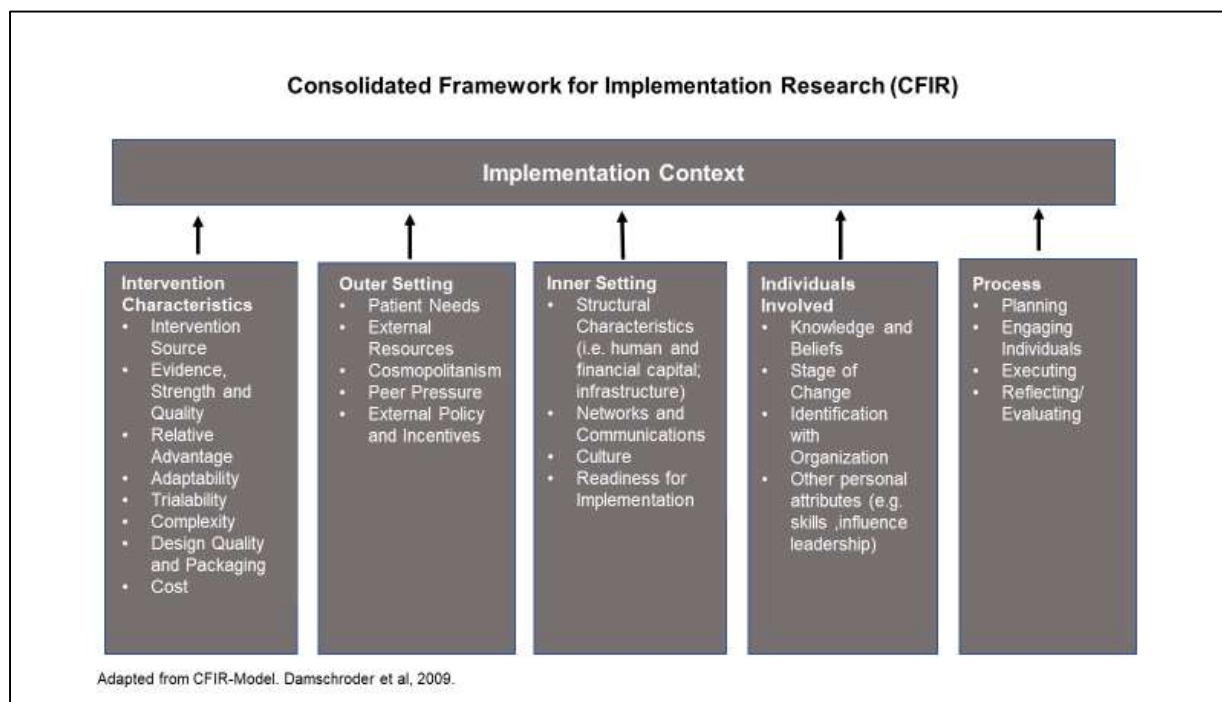 Consolidated Framework for Implementation Research (CFIR)
Implementation Context
Intervention
Characteristics
• Intervention
Source
• Evidence,
Strength and
Quality
• Relative
Advantage
• Adaptability
• Trialability
• Complexity
• Design Quality
and Packaging
• Cost
Outer Setting
• Patient Needs
• External
Resources
• Cosmopolitanism
• Peer Pressure
• External Policy
and Incentives
Inner Setting
• Structural
Characteristics
(i.e. human and
financial capital;
infrastructure)
• Networks and
Communications
• Culture
• Readiness for
Implementation
Individuals
Involved
• Knowledge and
Beliefs
• Stage of
Change
• Identification
with
Organization
• Other personal
attributes (e.g.
skills ,influence
leadership)
Process
• Planning
• Engaging
Individuals
• Executing
• Reflecting/
Evaluating
Adapted from CFIR-Model. Damschroder et al, 2009.